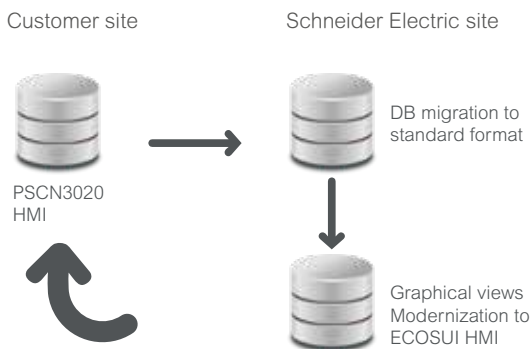 Customer site
Schneider Electric site
DB migration to
standard format
PSCN3020
HMI
Graphical views
Modernization to
ECOSUI HMI